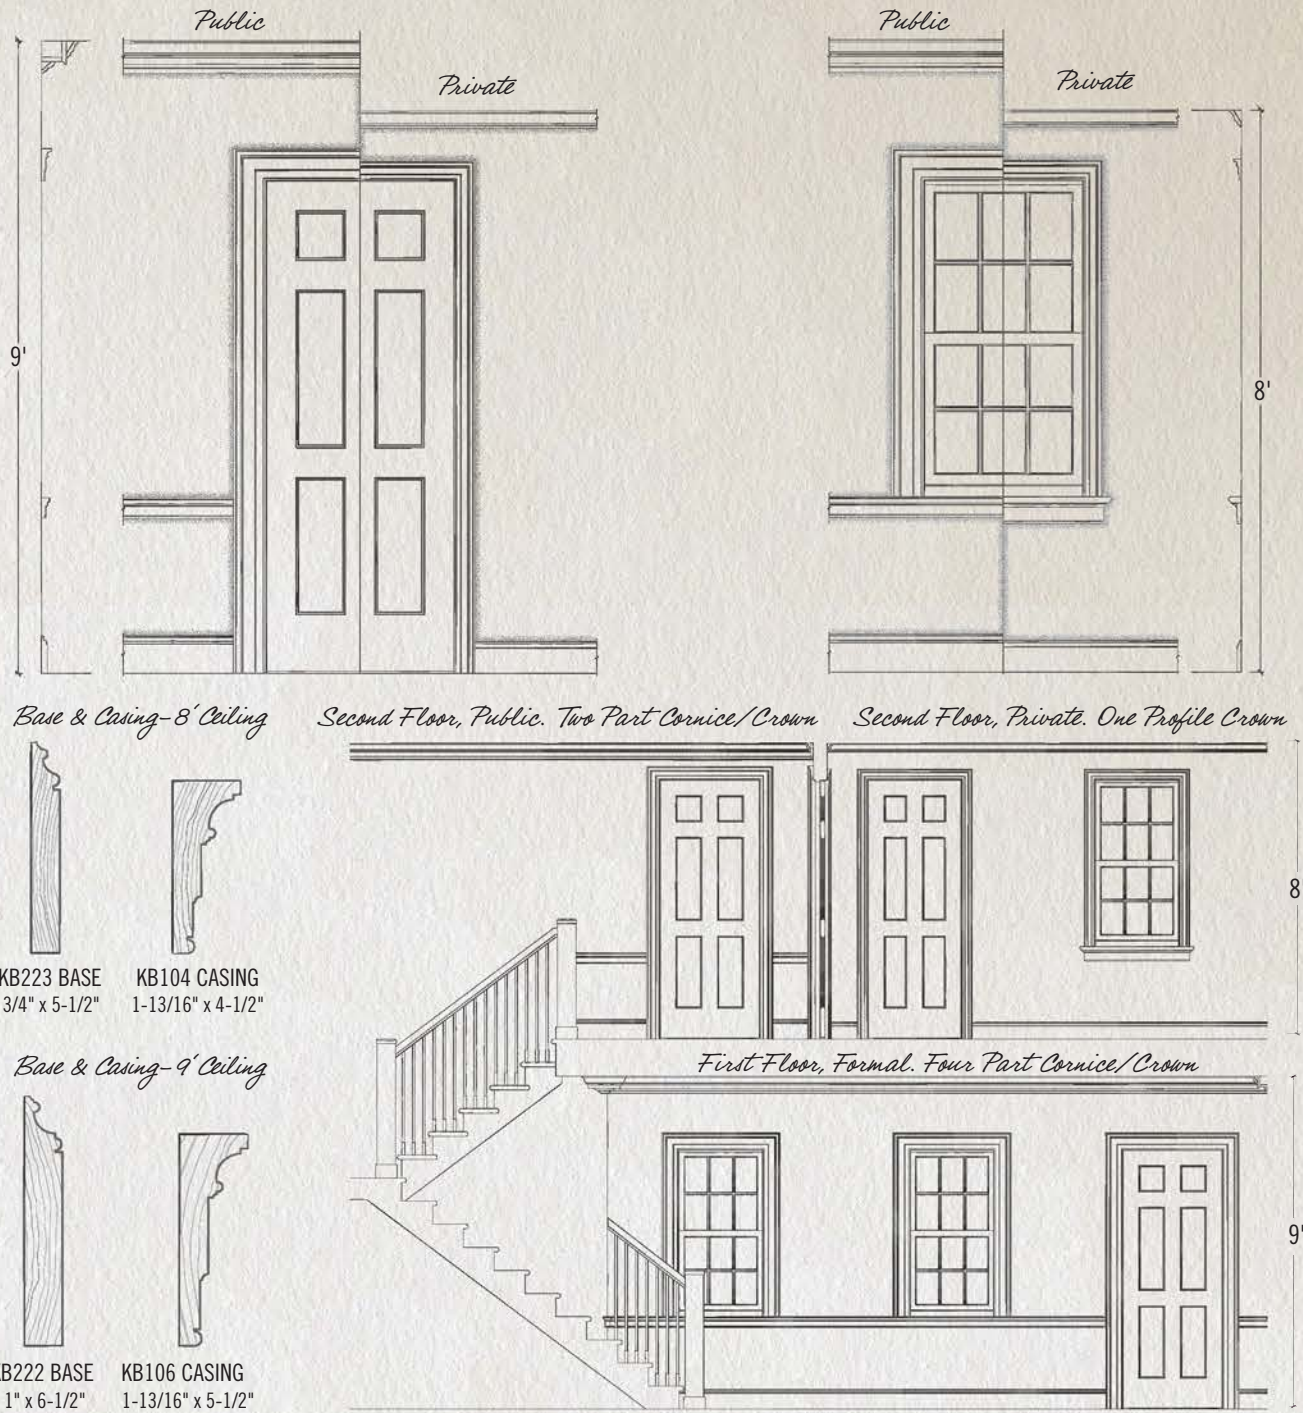 Public
Private
Public
Private
9'
8'
Base & Casing-8' Ceiling
Second Floor, Public. Two Part Cornice/Crown
Second Floor, Private. One Profile Crown
KB223 BASE
3/4" x 5-1/2"
KB104 CASING
1-13/16" x 4-1/2"
8
Base & Casing-9' Ceiling
First Floor, Formal. Four Part Cornice/Crown
KB222 BASE
1" x 6-1/2"
KB106 CASING
1-13/16" x 5-1/2"
9'